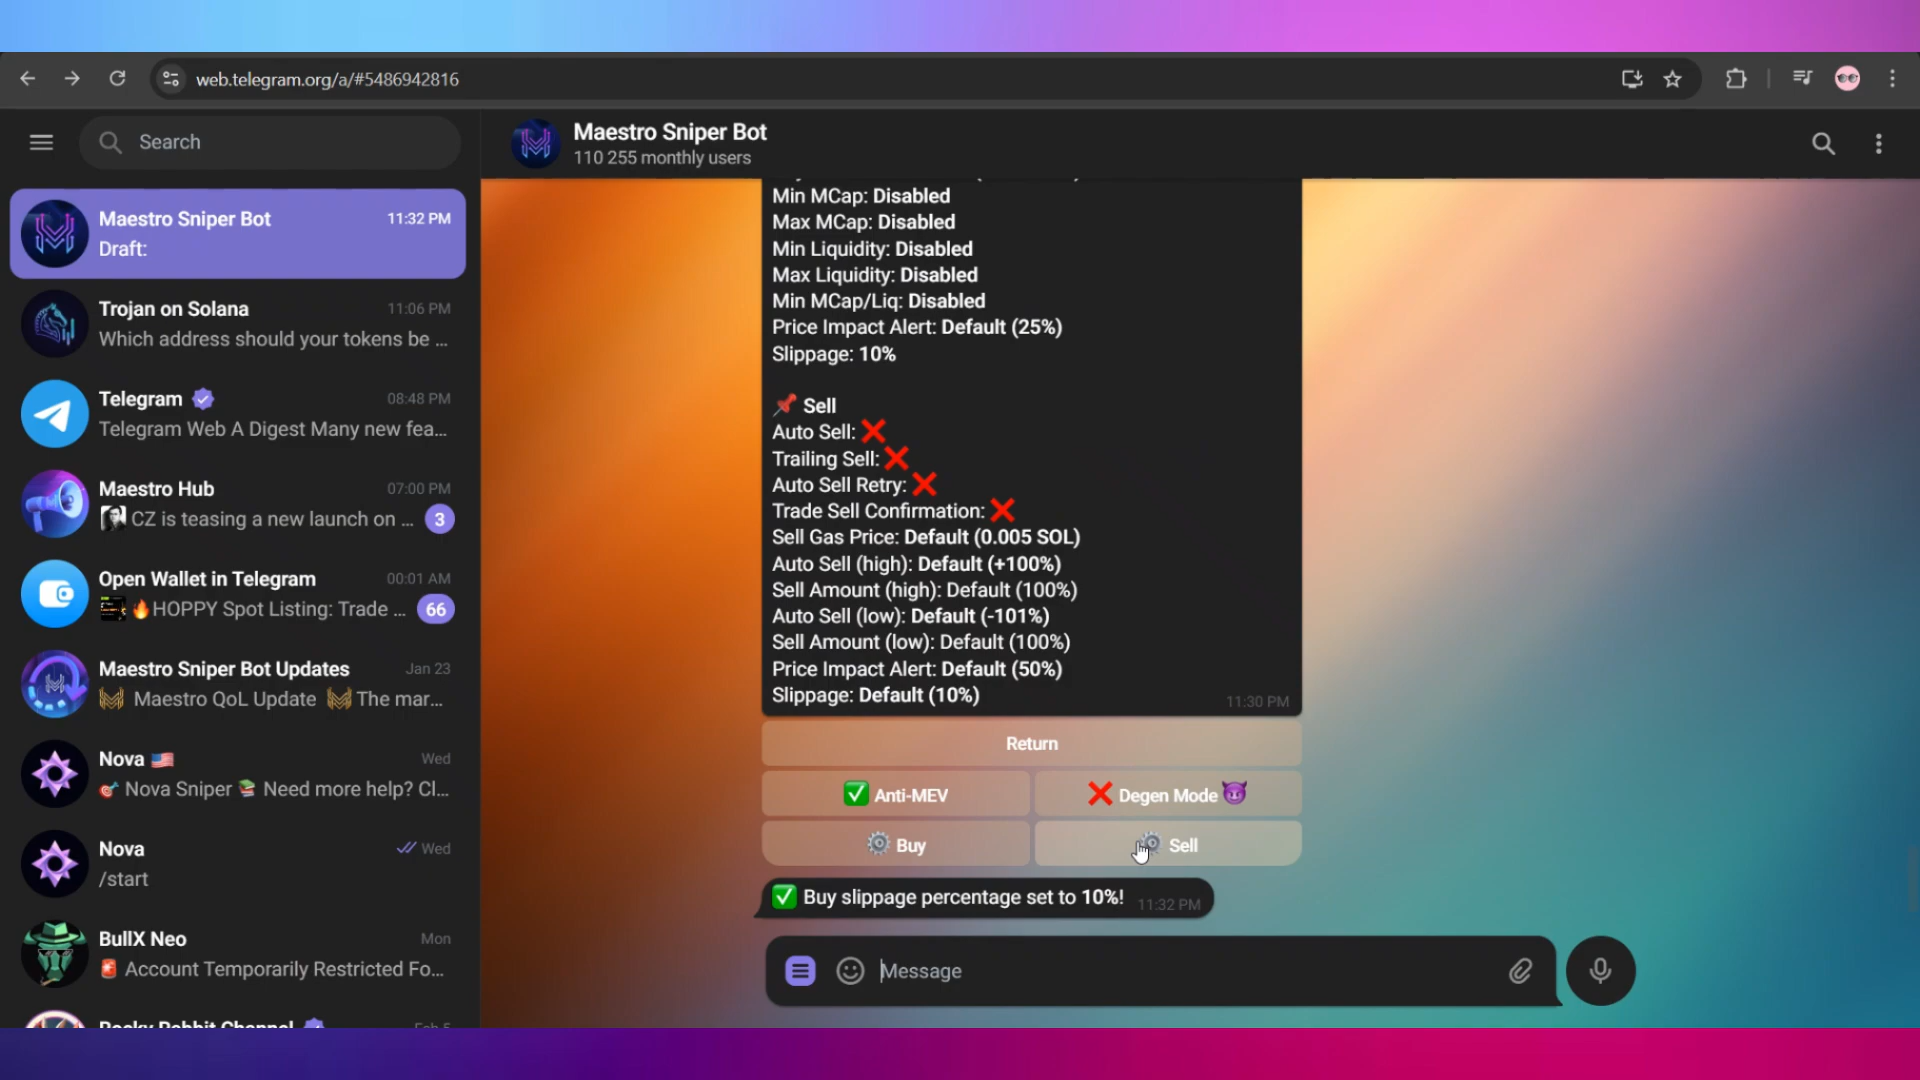 web.telegram.org/a/#5486942816
Search
Maestro Sniper Bot
110 255 monthly users
Maestro Sniper Bot 11:32 PM
Draft:
Trojan on Solana 11:06 PM
Which address should your tokens be ...
Telegram 08:48 PM
Telegram Web A Digest Many new fea...
Maestro Hub 07:00 PM
CZ is teasing a new launch on ... 3
Open Wallet in Telegram 00:01 AM
🔥HOPPY Spot Listing: Trade ... 66
Maestro Sniper Bot Updates Jan 23
Maestro QoL Update The mar...
Nova 🇺🇸 Wed
🎯 Nova Sniper 📚 Need more help? Cl...
Nova Wed
/start
BullX Neo Mon
🚨 Account Temporarily Restricted Fo...
Rocky Rabbit Channel Feb 5
Min MCap: Disabled
Max MCap: Disabled
Min Liquidity: Disabled
Max Liquidity: Disabled
Min MCap/Liq: Disabled
Price Impact Alert: Default (25%)
Slippage: 10%
📌 Sell
Auto Sell: ❌
Trailing Sell: ❌
Auto Sell Retry: ❌
Trade Sell Confirmation: ❌
Sell Gas Price: Default (0.005 SOL)
Auto Sell (high): Default (+100%)
Sell Amount (high): Default (100%)
Auto Sell (low): Default (-101%)
Sell Amount (low): Default (100%)
Price Impact Alert: Default (50%)
Slippage: Default (10%)
11:30 PM
Return
✅ Anti-MEV
❌ Degen Mode 😈
⚙️ Buy
⚙️ Sell
✅ Buy slippage percentage set to 10%! 11:32 PM
Message